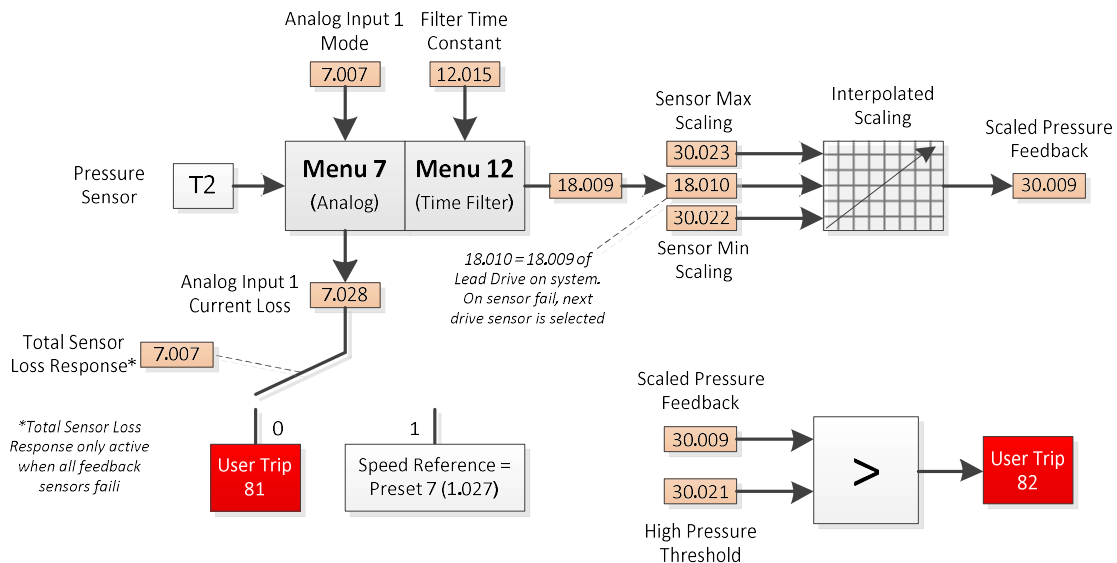 Analog Input 1
Mode
7.007
Filter Time
Constant
12.015
Pressure
Sensor
T2
Menu 7
(Analog)
Menu 12
(Time Filter)
18.009
Sensor Max
Scaling
30.023
18.010
30.022
Sensor Min
Scaling
Interpolated
Scaling
Scaled Pressure
Feedback
30.009
18.010 = 18.009 of
Lead Drive on system.
On sensor fail, next
drive sensor is selected
Analog Input 1
Current Loss
7.028
Total Sensor
Loss Response*
7.007
*Total Sensor Loss
Response only active
when all feedback
sensors faili
0
User Trip
81
1
Speed Reference =
Preset 7 (1.027)
Scaled Pressure
Feedback
30.009
30.021
High Pressure
Threshold
>
User Trip
82